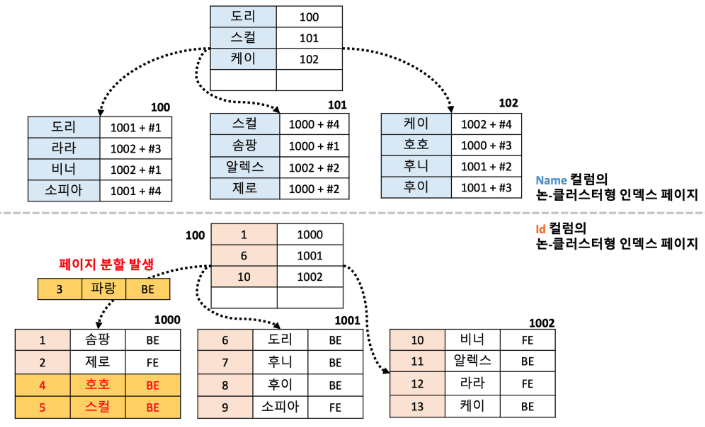 도리 100
스컬 101
케이 102
100
도리 1001 + #1
라라 1002 + #3
비너 1002 + #1
소피아 1001 + #4
101
스컬 1000 + #4
솜팡 1000 + #1
알렉스 1002 + #2
제로 1000 + #2
102
케이 1002 + #4
호호 1000 + #3
후니 1001 + #2
후이 1001 + #3
Name 컬럼의
논-클러스터형 인덱스 페이지
Id 컬럼의
논-클러스터형 인덱스 페이지
100
1 1000
6 1001
10 1002
페이지 분할 발생
3 파랑 BE
1000
1 솜팡 BE
2 제로 FE
4 호호 BE
5 스컬 BE
1001
6 도리 BE
7 후니 BE
8 후이 BE
9 소피아 FE
1002
10 비너 FE
11 알렉스 BE
12 라라 FE
13 케이 BE